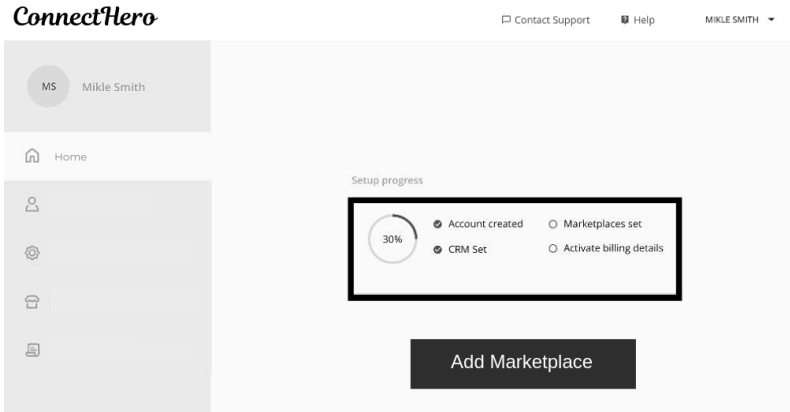 ConnectHero
Contact Support
Help
MIKLE SMITH
MS
Mikle Smith
Home
Setup progress
30%
Account created
Marketplaces set
CRM Set
Activate billing details
Add Marketplace